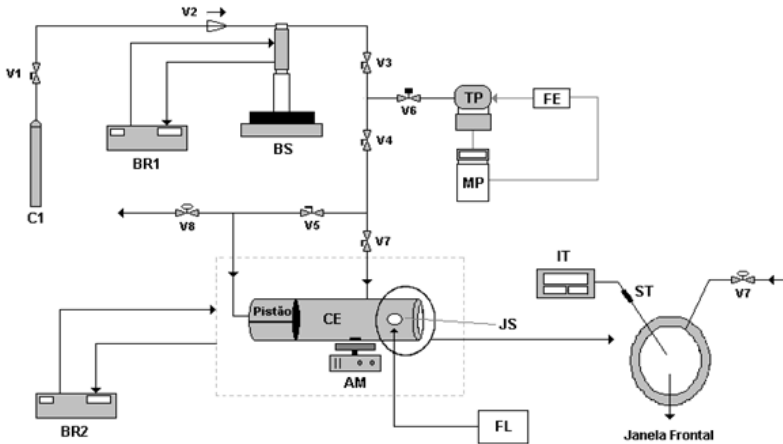 V2
V1
V3
TP
FE
V6
BR1
BS
V4
MP
C1
V8
V5
V7
IT
ST
V7
Pistão
CE
JS
AM
BR2
FL
Janela Frontal